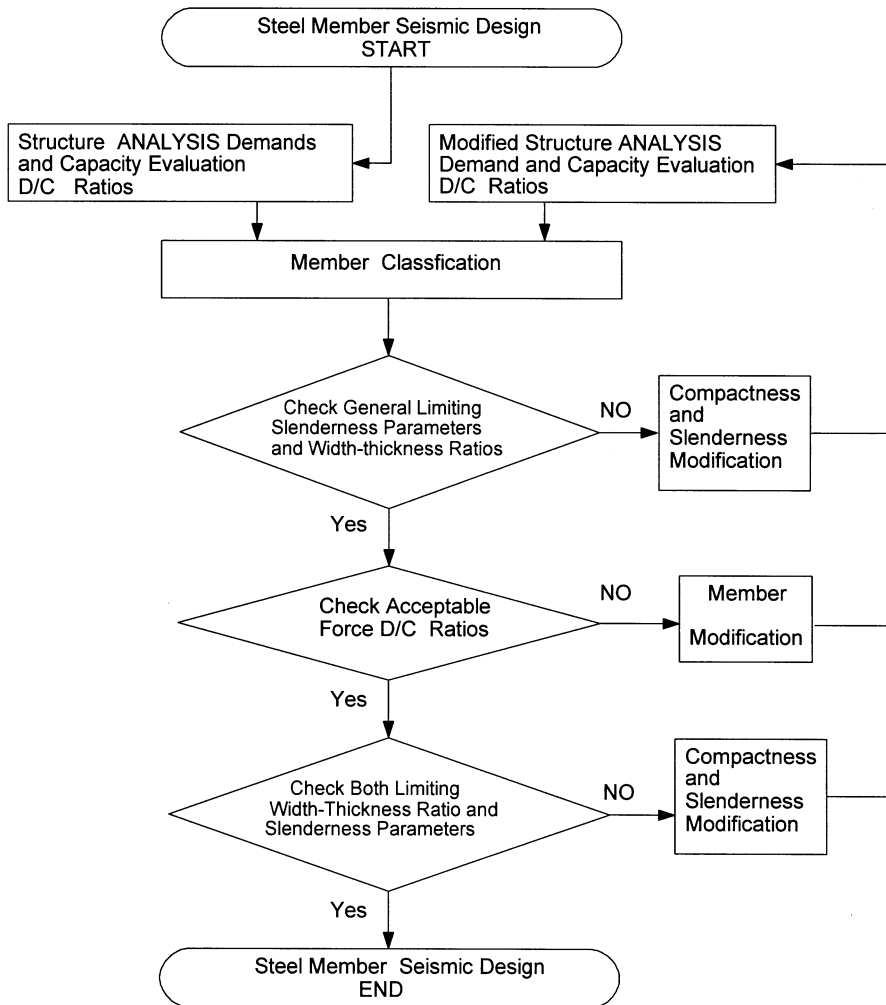 Steel Member Seismic Design
START
Structure ANALYSIS Demands
and Capacity Evaluation
D/C Ratios
Modified Structure ANALYSIS
Demand and Capacity Evaluation
D/C Ratios
Member Classfication
Check General Limiting
Slenderness Parameters
and Width-thickness Ratios
NO
Compactness
and
Slenderness
Modification
Yes
Check Acceptable
Force D/C Ratios
NO
Member
Modification
Yes
Check Both Limiting
Width-Thickness Ratio and
Slenderness Parameters
NO
Compactness
and
Slenderness
Modification
Yes
Steel Member Seismic Design
END